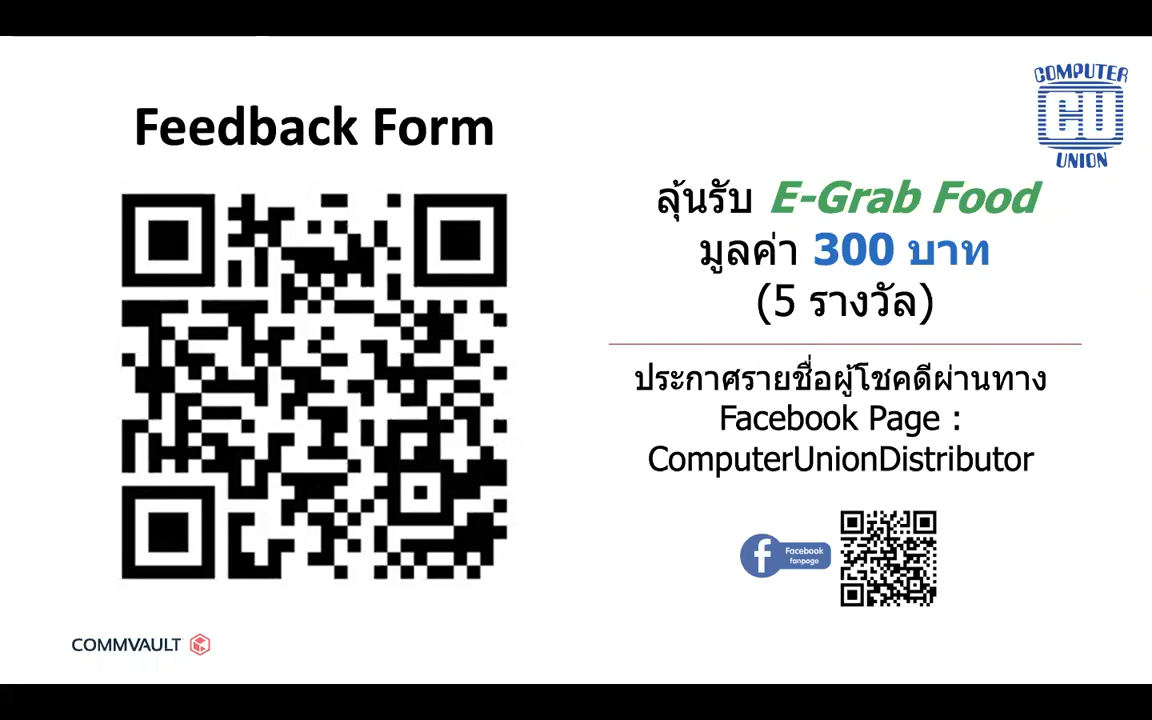 Feedback Form
COMPUTER
CU
UNION
ลุ้นรับ E-Grab Food
มูลค่า 300 บาท
(5 รางวัล)
ประกาศรายชื่อผู้โชคดีผ่านทาง
Facebook Page :
ComputerUnionDistributor
f Facebook
fanpage
COMMVAULT